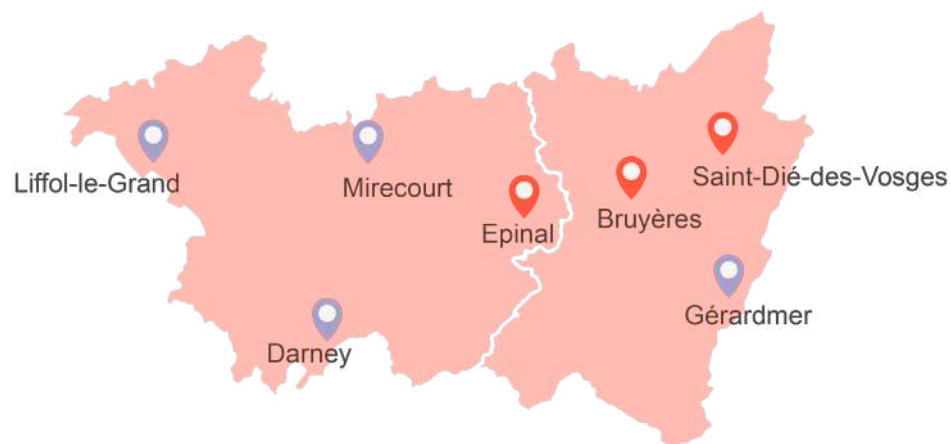 Liffol-le-Grand
Mirecourt
Saint-Dié-des-Vosges
Epinal
Bruyères
Gérardmer
Darney